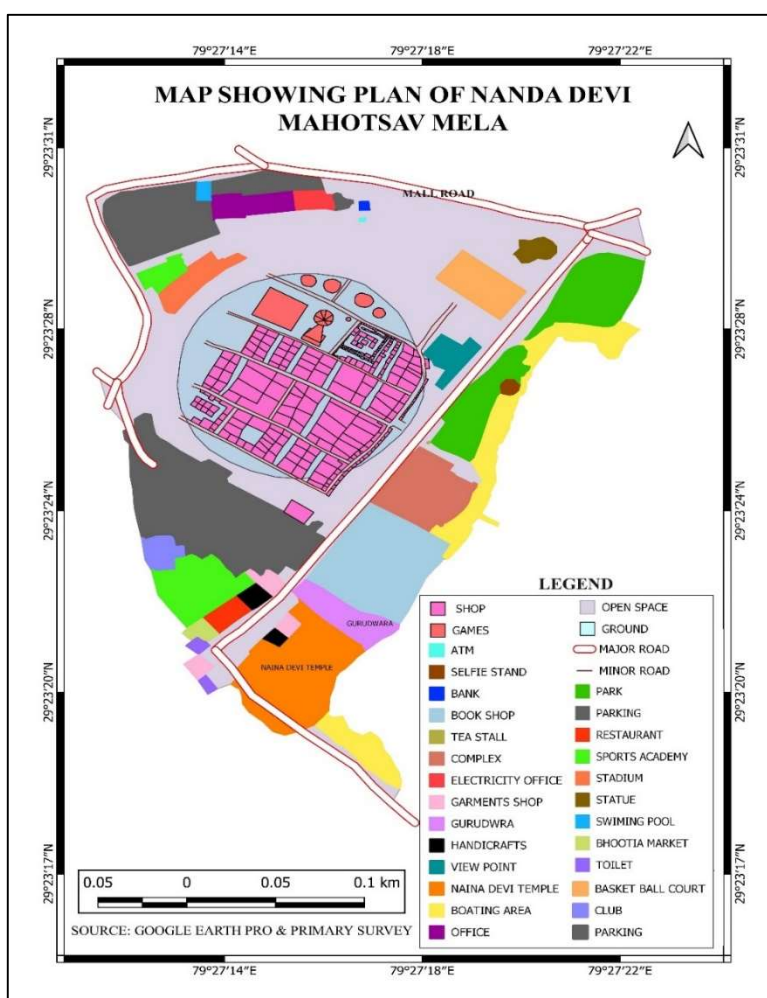 79°27'14"E 79°27'18"E 79°27'22"E
MAP SHOWING PLAN OF NANDA DEVI
MAHOTSAV MELA
29°23'31"N 29°23'31"N
MALL ROAD
29°23'28"N 29°23'28"N
29°23'24"N 29°23'24"N
GURUDWARA
NAINA DEVI TEMPLE
29°23'20"N 29°23'20"N
LEGEND
SHOP
GAMES
ATM
SELFIE STAND
BANK
BOOK SHOP
TEA STALL
COMPLEX
ELECTRICITY OFFICE
GARMENTS SHOP
GURUDWRA
HANDICRAFTS
VIEW POINT
NAINA DEVI TEMPLE
BOATING AREA
OFFICE
OPEN SPACE
GROUND
MAJOR ROAD
MINOR ROAD
PARK
PARKING
RESTAURANT
SPORTS ACADEMY
STADIUM
STATUE
SWIMING POOL
BHOOTIA MARKET
TOILET
BASKET BALL COURT
CLUB
PARKING
29°23'17"N 29°23'17"N
0.05 0 0.05 0.1 km
SOURCE: GOOGLE EARTH PRO & PRIMARY SURVEY
79°27'14"E 79°27'18"E 79°27'22"E